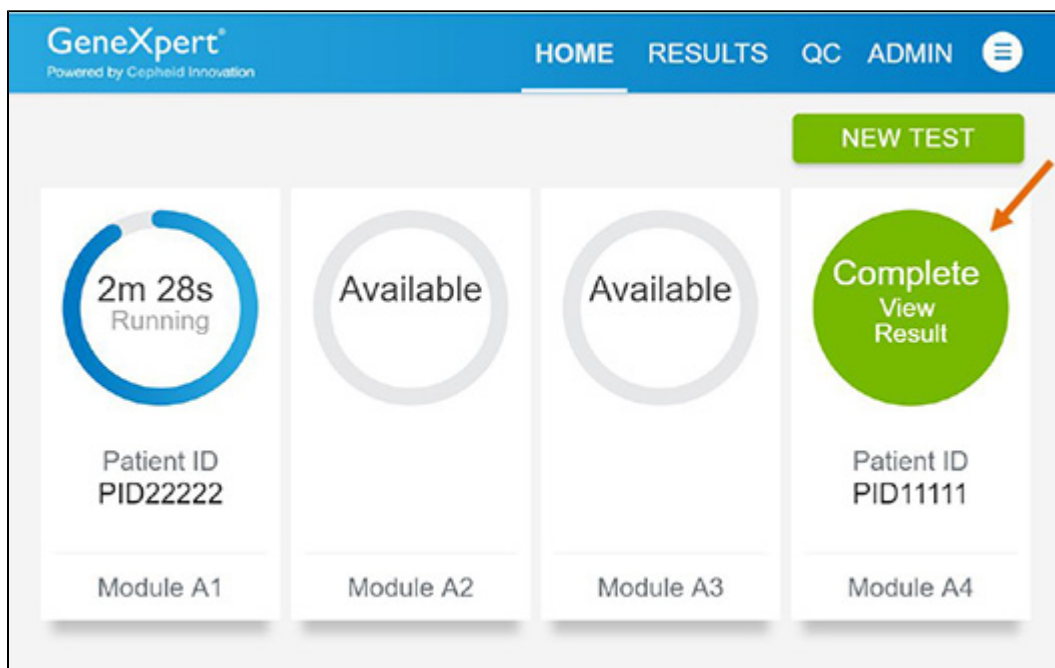 GeneXpert®
Powered by Cepheid Innovation
HOME RESULTS QC ADMIN
NEW TEST
2m 28s
Running
Patient ID
PID22222
Module A1
Available
Module A2
Available
Module A3
Complete
View
Result
Patient ID
PID11111
Module A4